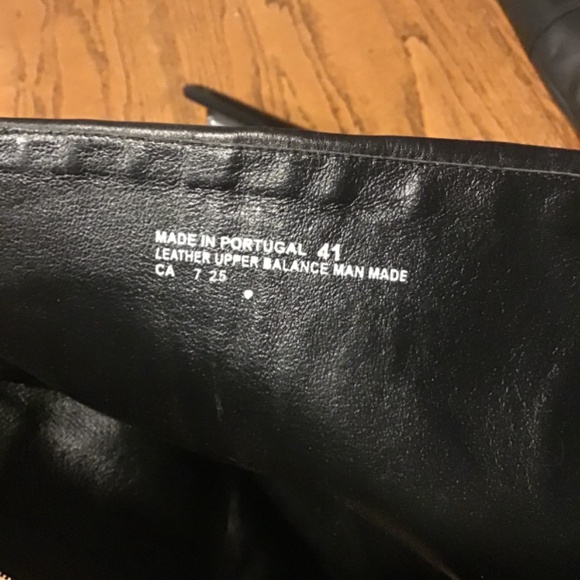 MADE IN PORTUGAL 41
LEATHER UPPER BALANCE MAN MADE
CA 7 25